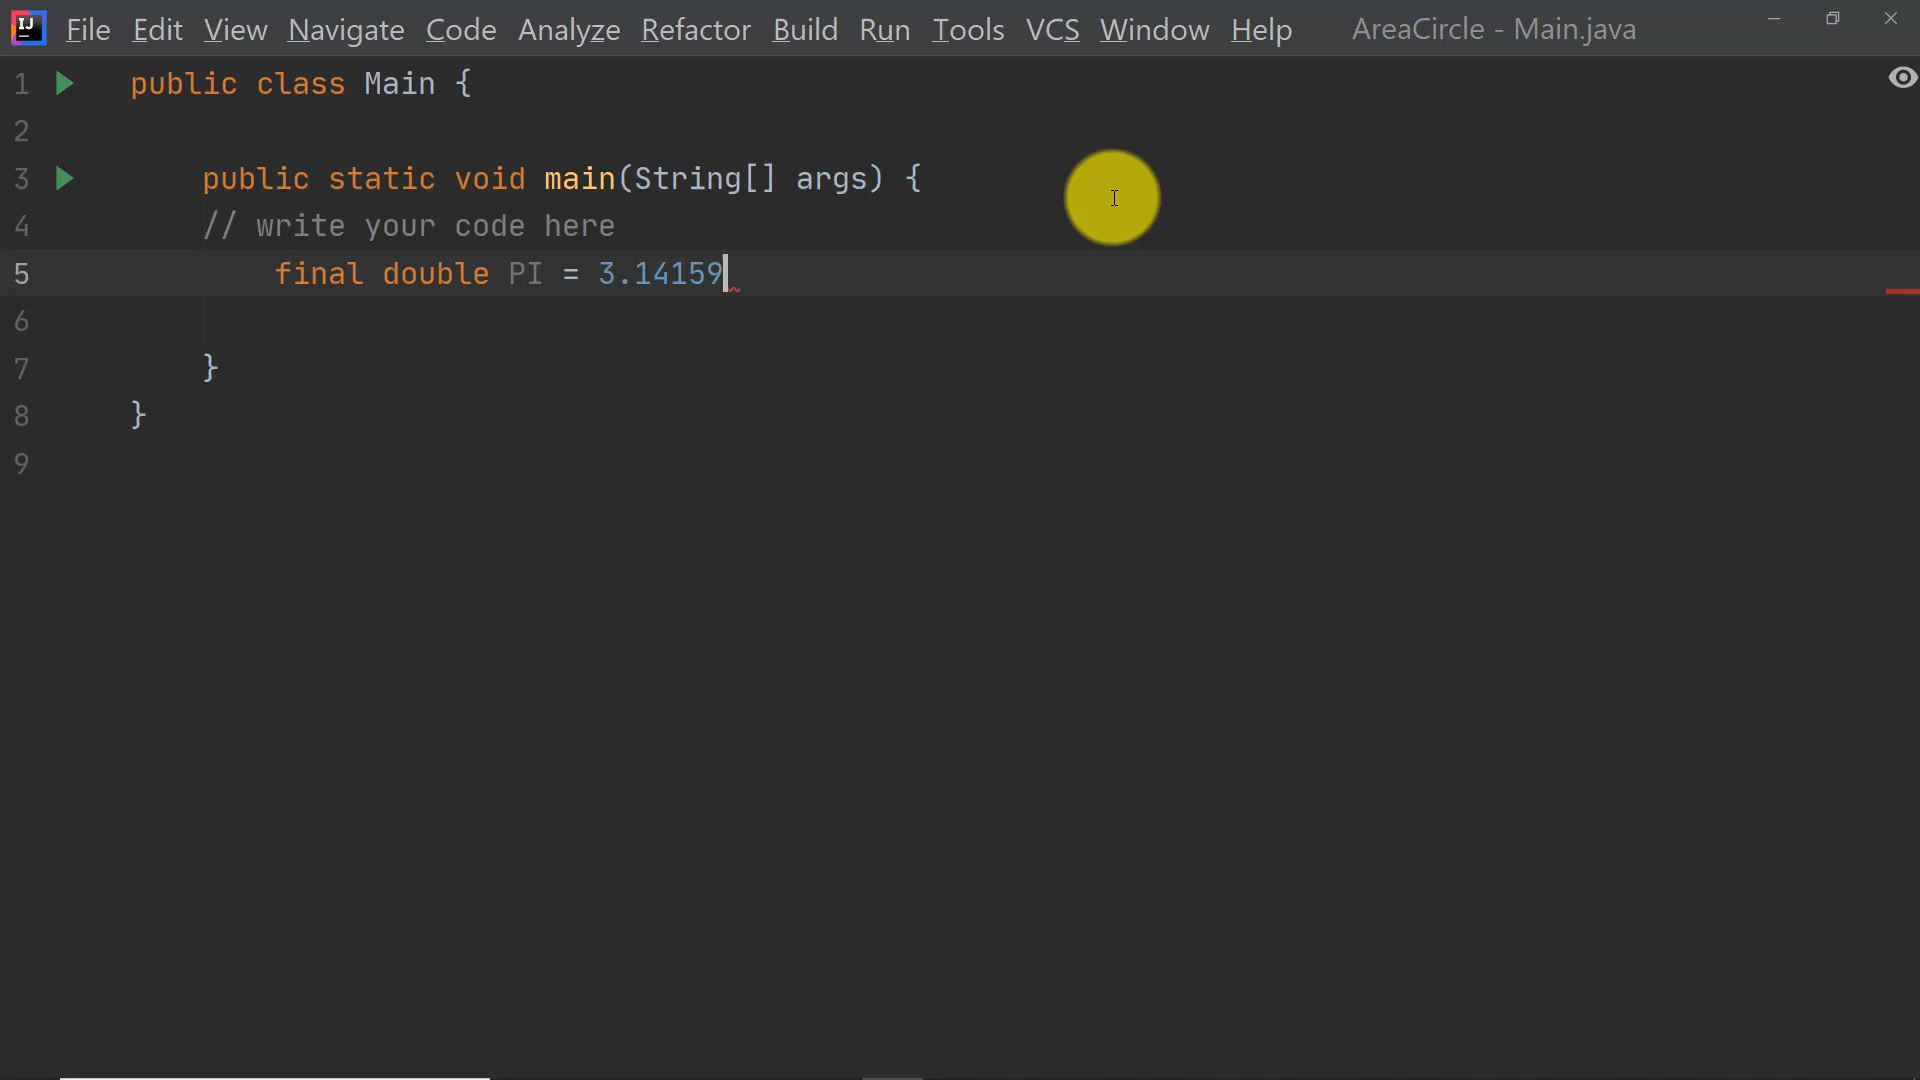 IJ File Edit View Navigate Code Analyze Refactor Build Run Tools VCS Window Help AreaCircle - Main.java
1 public class Main {
2
3 public static void main(String[] args) {
4 // write your code here
5 final double PI = 3.14159
6
7 }
8 }
9